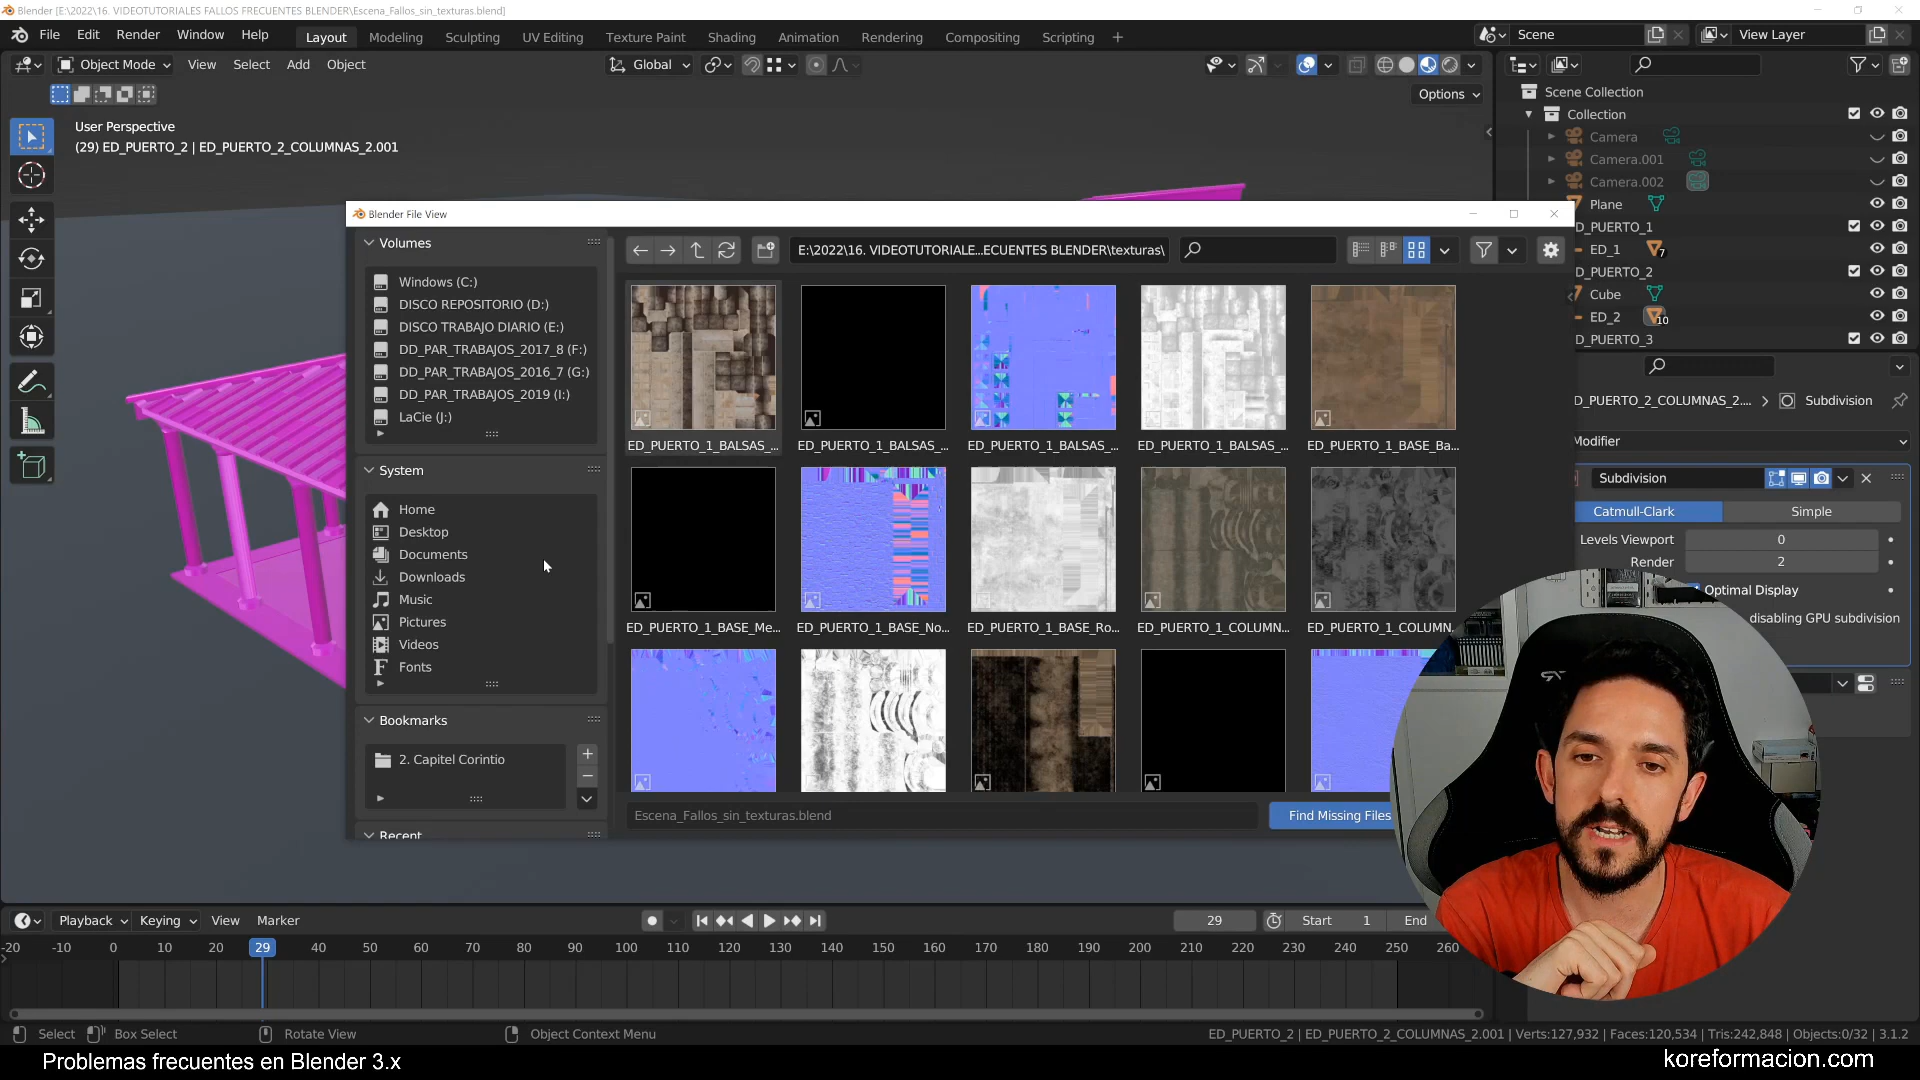 Blender [E:\2022\16. VIDEOTUTORIALES FALLOS FRECUENTES BLENDER\Escena_Fallos_sin_texturas.blend]
File Edit Render Window Help Layout Modeling Sculpting UV Editing Texture Paint Shading Animation Rendering Compositing Scripting + Scene View Layer
Object Mode View Select Add Object Global
Options
User Perspective
(29) ED_PUERTO_2 | ED_PUERTO_2_COLUMNAS_2.001
Scene Collection
Collection
Camera
Camera.001
Camera.002
Plane
D_PUERTO_1
ED_1 7
D_PUERTO_2
Cube
ED_2 10
D_PUERTO_3
Blender File View
Volumes
Windows (C:)
DISCO REPOSITORIO (D:)
DISCO TRABAJO DIARIO (E:)
DD_PAR_TRABAJOS_2017_8 (F:)
DD_PAR_TRABAJOS_2016_7 (G:)
DD_PAR_TRABAJOS_2019 (I:)
LaCie (J:)
System
Home
Desktop
Documents
Downloads
Music
Pictures
Videos
Fonts
Bookmarks
2. Capitel Corintio
Recent
E:\2022\16. VIDEOTUTORIALE...ECUENTES BLENDER\texturas\
ED_PUERTO_1_BALSAS_... ED_PUERTO_1_BALSAS_... ED_PUERTO_1_BALSAS_... ED_PUERTO_1_BALSAS_... ED_PUERTO_1_BASE_Ba...
ED_PUERTO_1_BASE_Me... ED_PUERTO_1_BASE_No... ED_PUERTO_1_BASE_Ro... ED_PUERTO_1_COLUMN... ED_PUERTO_1_COLUMN.
Escena_Fallos_sin_texturas.blend
Find Missing Files
D_PUERTO_2_COLUMNAS_2.... > Subdivision
Modifier
Subdivision
Catmull-Clark Simple
Levels Viewport 0
Render 2
Optimal Display
disabling GPU subdivision
Playback Keying View Marker 29 Start 1 End
-20 -10 0 10 20 29 40 50 60 70 80 90 100 110 120 130 140 150 160 170 180 190 200 210 220 230 240 250 260
Select Box Select Rotate View Object Context Menu
ED_PUERTO_2 | ED_PUERTO_2_COLUMNAS_2.001 | Verts:127,932 | Faces:120,534 | Tris:242,848 | Objects:0/32 | 3.1.2
Problemas frecuentes en Blender 3.x
koreformacion.com